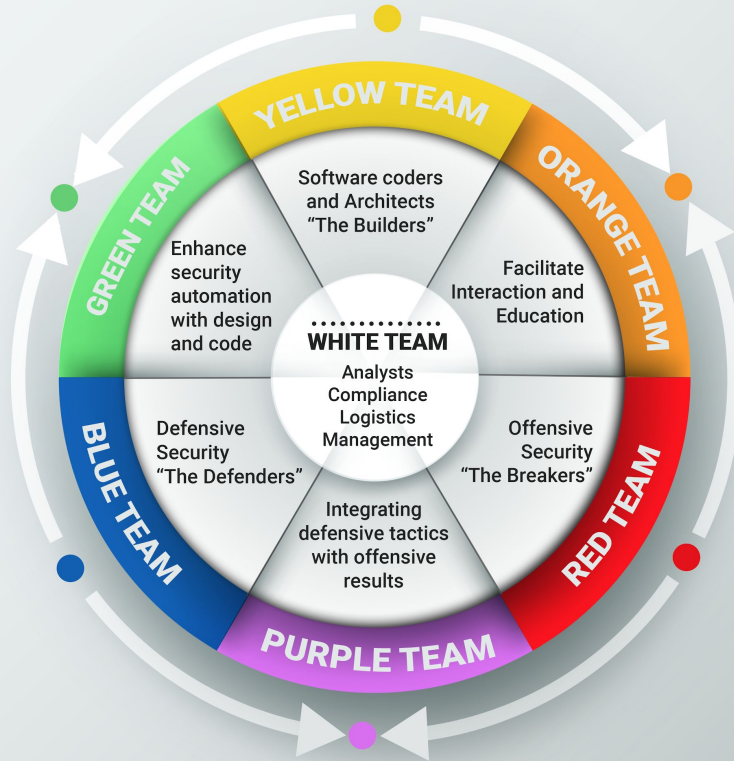 YELLOW TEAM
Software coders
and Architects
“The Builders”
ORANGE TEAM
Facilitate
Interaction and
Education
RED TEAM
Offensive
Security
“The Breakers”
PURPLE TEAM
Integrating
defensive tactics
with offensive
results
BLUE TEAM
Defensive
Security
“The Defenders”
GREEN TEAM
Enhance
security
automation
with design
and code
WHITE TEAM
Analysts
Compliance
Logistics
Management